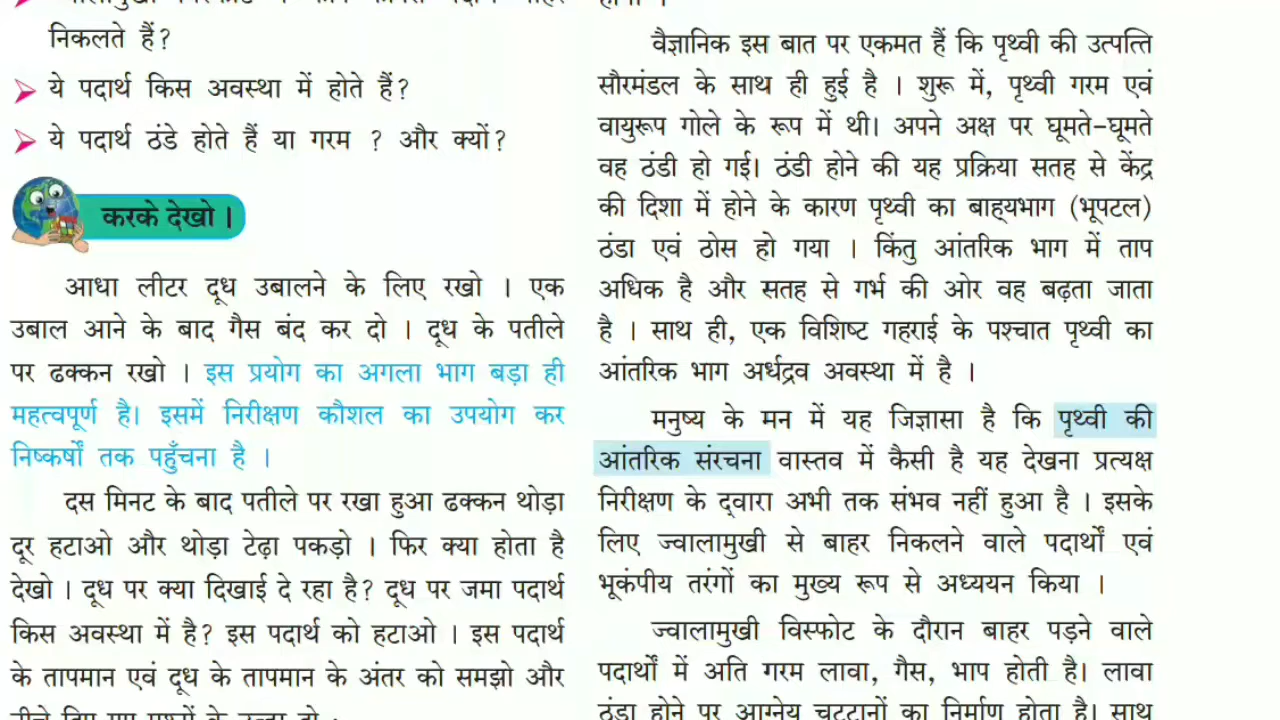 निकलते हैं?
➤ ये पदार्थ किस अवस्था में होते हैं?
➤ ये पदार्थ ठंडे होते हैं या गरम ? और क्यों?
करके देखो ।
आधा लीटर दूध उबालने के लिए रखो । एक
उबाल आने के बाद गैस बंद कर दो । दूध के पतीले
पर ढक्कन रखो । इस प्रयोग का अगला भाग बड़ा ही
महत्वपूर्ण है। इसमें निरीक्षण कौशल का उपयोग कर
निष्कर्षों तक पहुँचना है ।
दस मिनट के बाद पतीले पर रखा हुआ ढक्कन थोड़ा
दूर हटाओ और थोड़ा टेढ़ा पकड़ो । फिर क्या होता है
देखो । दूध पर क्या दिखाई दे रहा है? दूध पर जमा पदार्थ
किस अवस्था में है? इस पदार्थ को हटाओ । इस पदार्थ
के तापमान एवं दूध के तापमान के अंतर को समझो और
वैज्ञानिक इस बात पर एकमत हैं कि पृथ्वी की उत्पत्ति
सौरमंडल के साथ ही हुई है । शुरू में, पृथ्वी गरम एवं
वायुरूप गोले के रूप में थी। अपने अक्ष पर घूमते-घूमते
वह ठंडी हो गई। ठंडी होने की यह प्रक्रिया सतह से केंद्र
की दिशा में होने के कारण पृथ्वी का बाह्यभाग (भूपटल)
ठंडा एवं ठोस हो गया । किंतु आंतरिक भाग में ताप
अधिक है और सतह से गर्भ की ओर वह बढ़ता जाता
है । साथ ही, एक विशिष्ट गहराई के पश्चात पृथ्वी का
आंतरिक भाग अर्धद्रव अवस्था में है ।
मनुष्य के मन में यह जिज्ञासा है कि पृथ्वी की
आंतरिक संरचना वास्तव में कैसी है यह देखना प्रत्यक्ष
निरीक्षण के द्‌वारा अभी तक संभव नहीं हुआ है । इसके
लिए ज्वालामुखी से बाहर निकलने वाले पदार्थों एवं
भूकंपीय तरंगों का मुख्य रूप से अध्ययन किया ।
ज्वालामुखी विस्फोट के दौरान बाहर पड़ने वाले
पदार्थों में अति गरम लावा, गैस, भाप होती है। लावा
ठंडा होने पर आग्नेय चट्टानों का निर्माण होता है। साथ